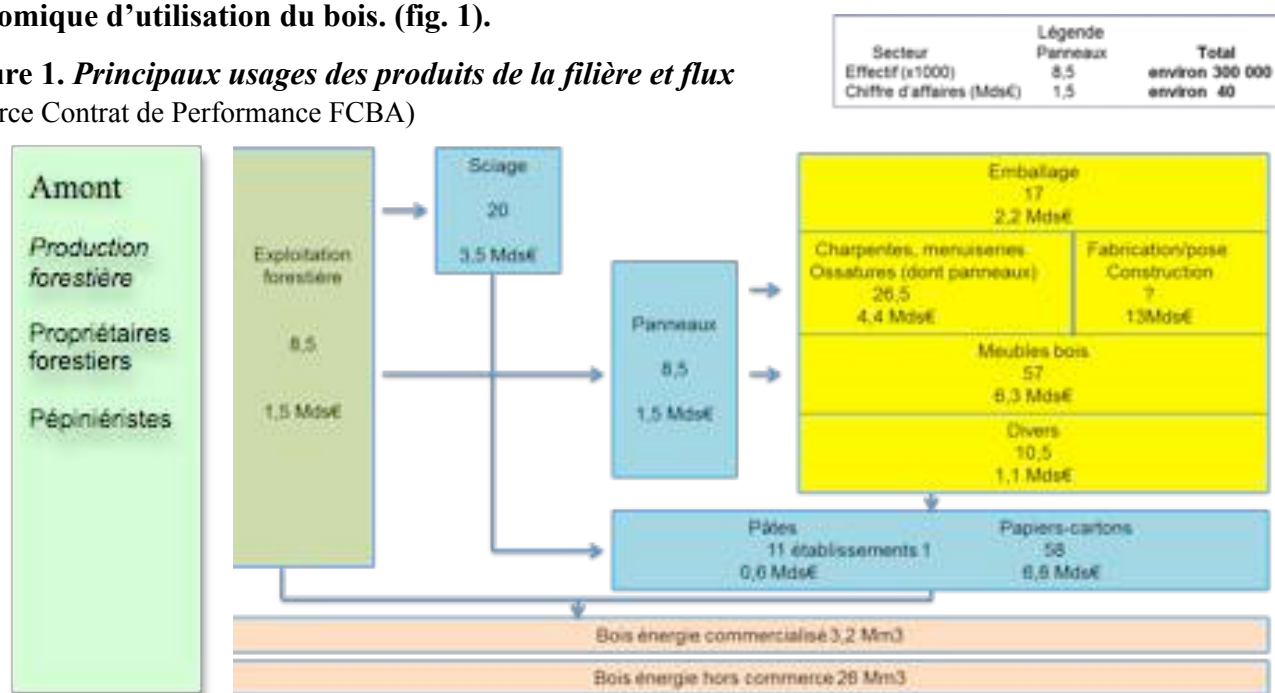 omique d'utilisation du bois. (fig. 1).
ure 1. Principaux usages des produits de la filière et flux
rce Contrat de Performance FCBA)
Légende
Secteur Panneaux Total
Effectif (x1000) 8,5 environ 300 000
Chiffre d'affaires (Mds€) 1,5 environ 40
Amont
Production
forestière
Propriétaires
forestiers
Pépiniéristes
Exploitation
forestière
8,5
1,5 Mds€
Sciage
20
3,5 Mds€
Panneaux
8,5
1,5 Mds€
Emballage
17
2,2 Mds€
Charpentes, menuiseries
Ossatures (dont panneaux)
26,5
4,4 Mds€
Fabrication/pose
Construction
?
13Mds€
Meubles bois
57
6,3 Mds€
Divers
10,5
1,1 Mds€
Pâtes
11 établissements 1
0,6 Mds€
Papiers-cartons
58
Mds€
Bois énergie commercialisé 3,2 Mm3
Bois énergie hors commerce 26 Mm3